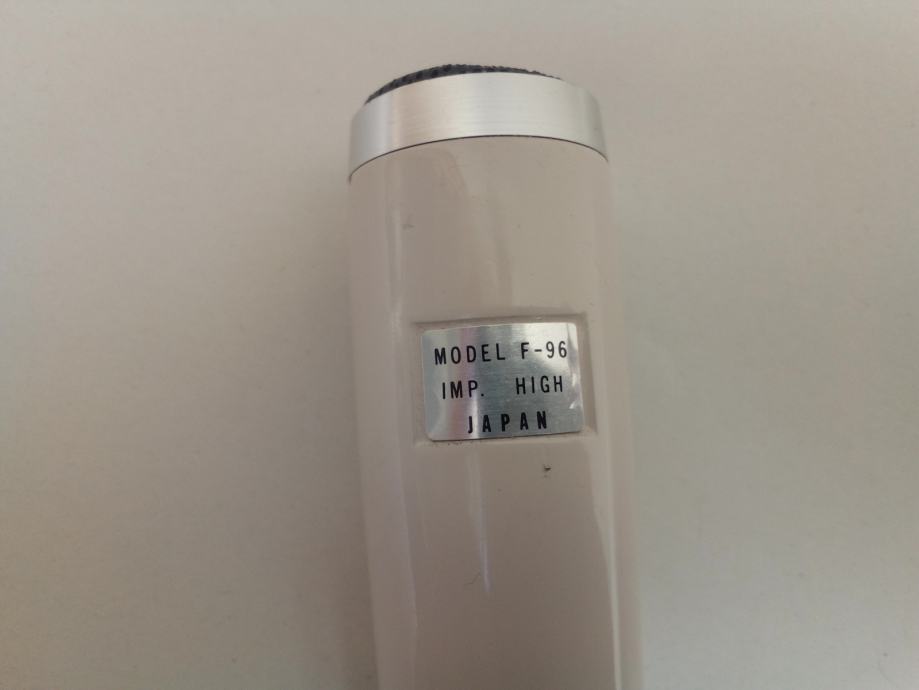 MODEL F-96
IMP. HIGH
JAPAN